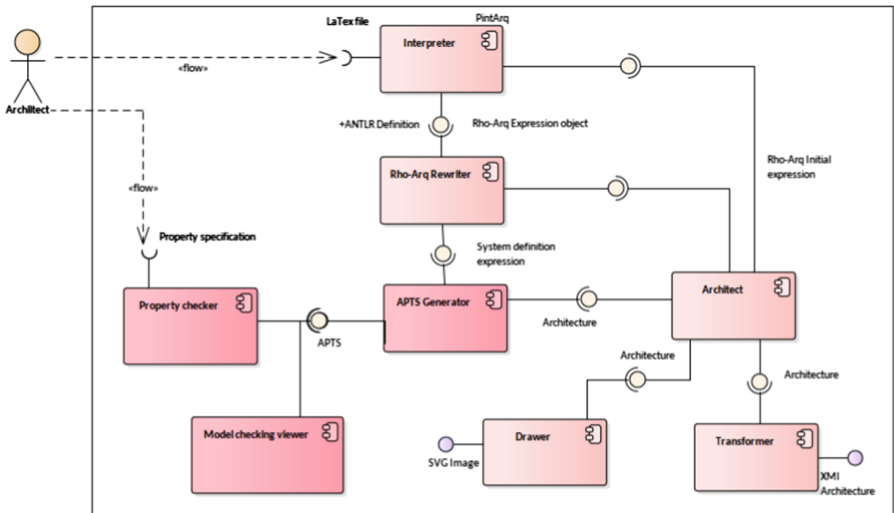 LaTex file
PintArq
Interpreter
«flow»
Architect
+ANTLR Definition
Rho-Arq Expression object
Rho-Arq Initial
expression
Rho-Arq Rewriter
«flow»
Property specification
System definition
expression
Property checker
APTS Generator
Architect
APTS
Architecture
Architecture
Architecture
Model checking viewer
Drawer
Transformer
SVG Image
XMI
Architecture